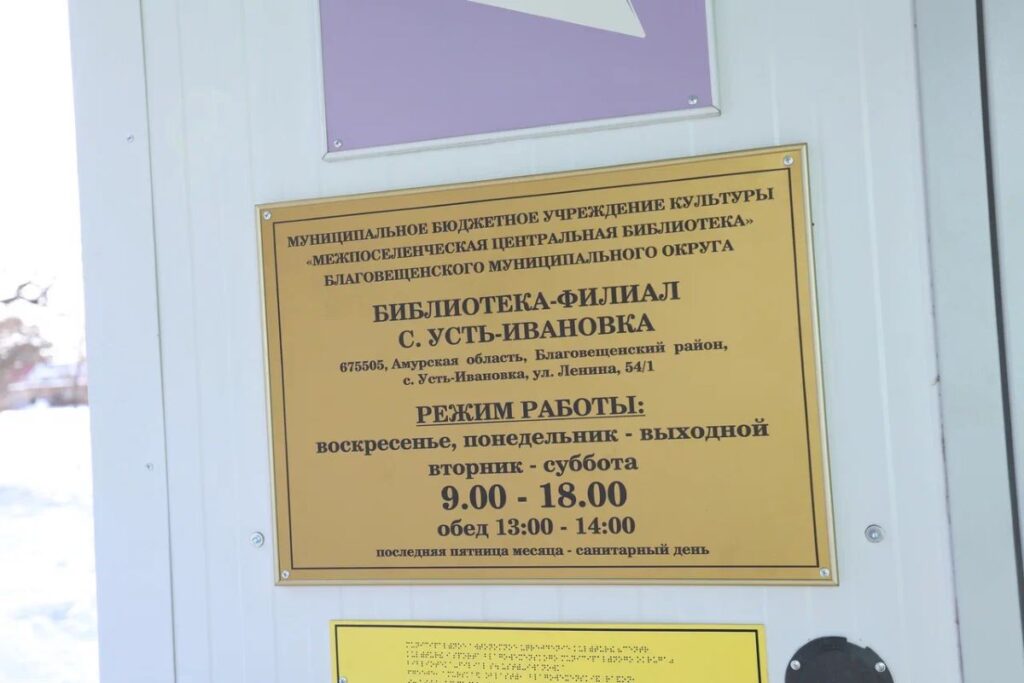 МУНИЦИПАЛЬНОЕ БЮДЖЕТНОЕ УЧРЕЖДЕНИЕ КУЛЬТУРЫ
«МЕЖПОСЕЛЕНЧЕСКАЯ ЦЕНТРАЛЬНАЯ БИБЛИОТЕКА»
БЛАГОВЕЩЕНСКОГО МУНИЦИПАЛЬНОГО ОКРУГА
БИБЛИОТЕКА-ФИЛИАЛ
С. УСТЬ-ИВАНОВКА
675505, Амурская область, Благовещенский район,
с. Усть-Ивановка, ул. Ленина, 54/1
РЕЖИМ РАБОТЫ:
воскресенье, понедельник - выходной
вторник - суббота
9.00 - 18.00
обед 13:00 - 14:00
последняя пятница месяца - санитарный день